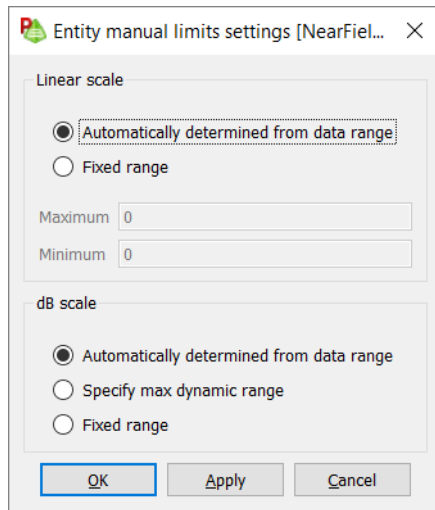 Entity manual limits settings [NearFiel...
Linear scale
Automatically determined from data range
Fixed range
Maximum 0
Minimum 0
dB scale
Automatically determined from data range
Specify max dynamic range
Fixed range
OK Apply Cancel